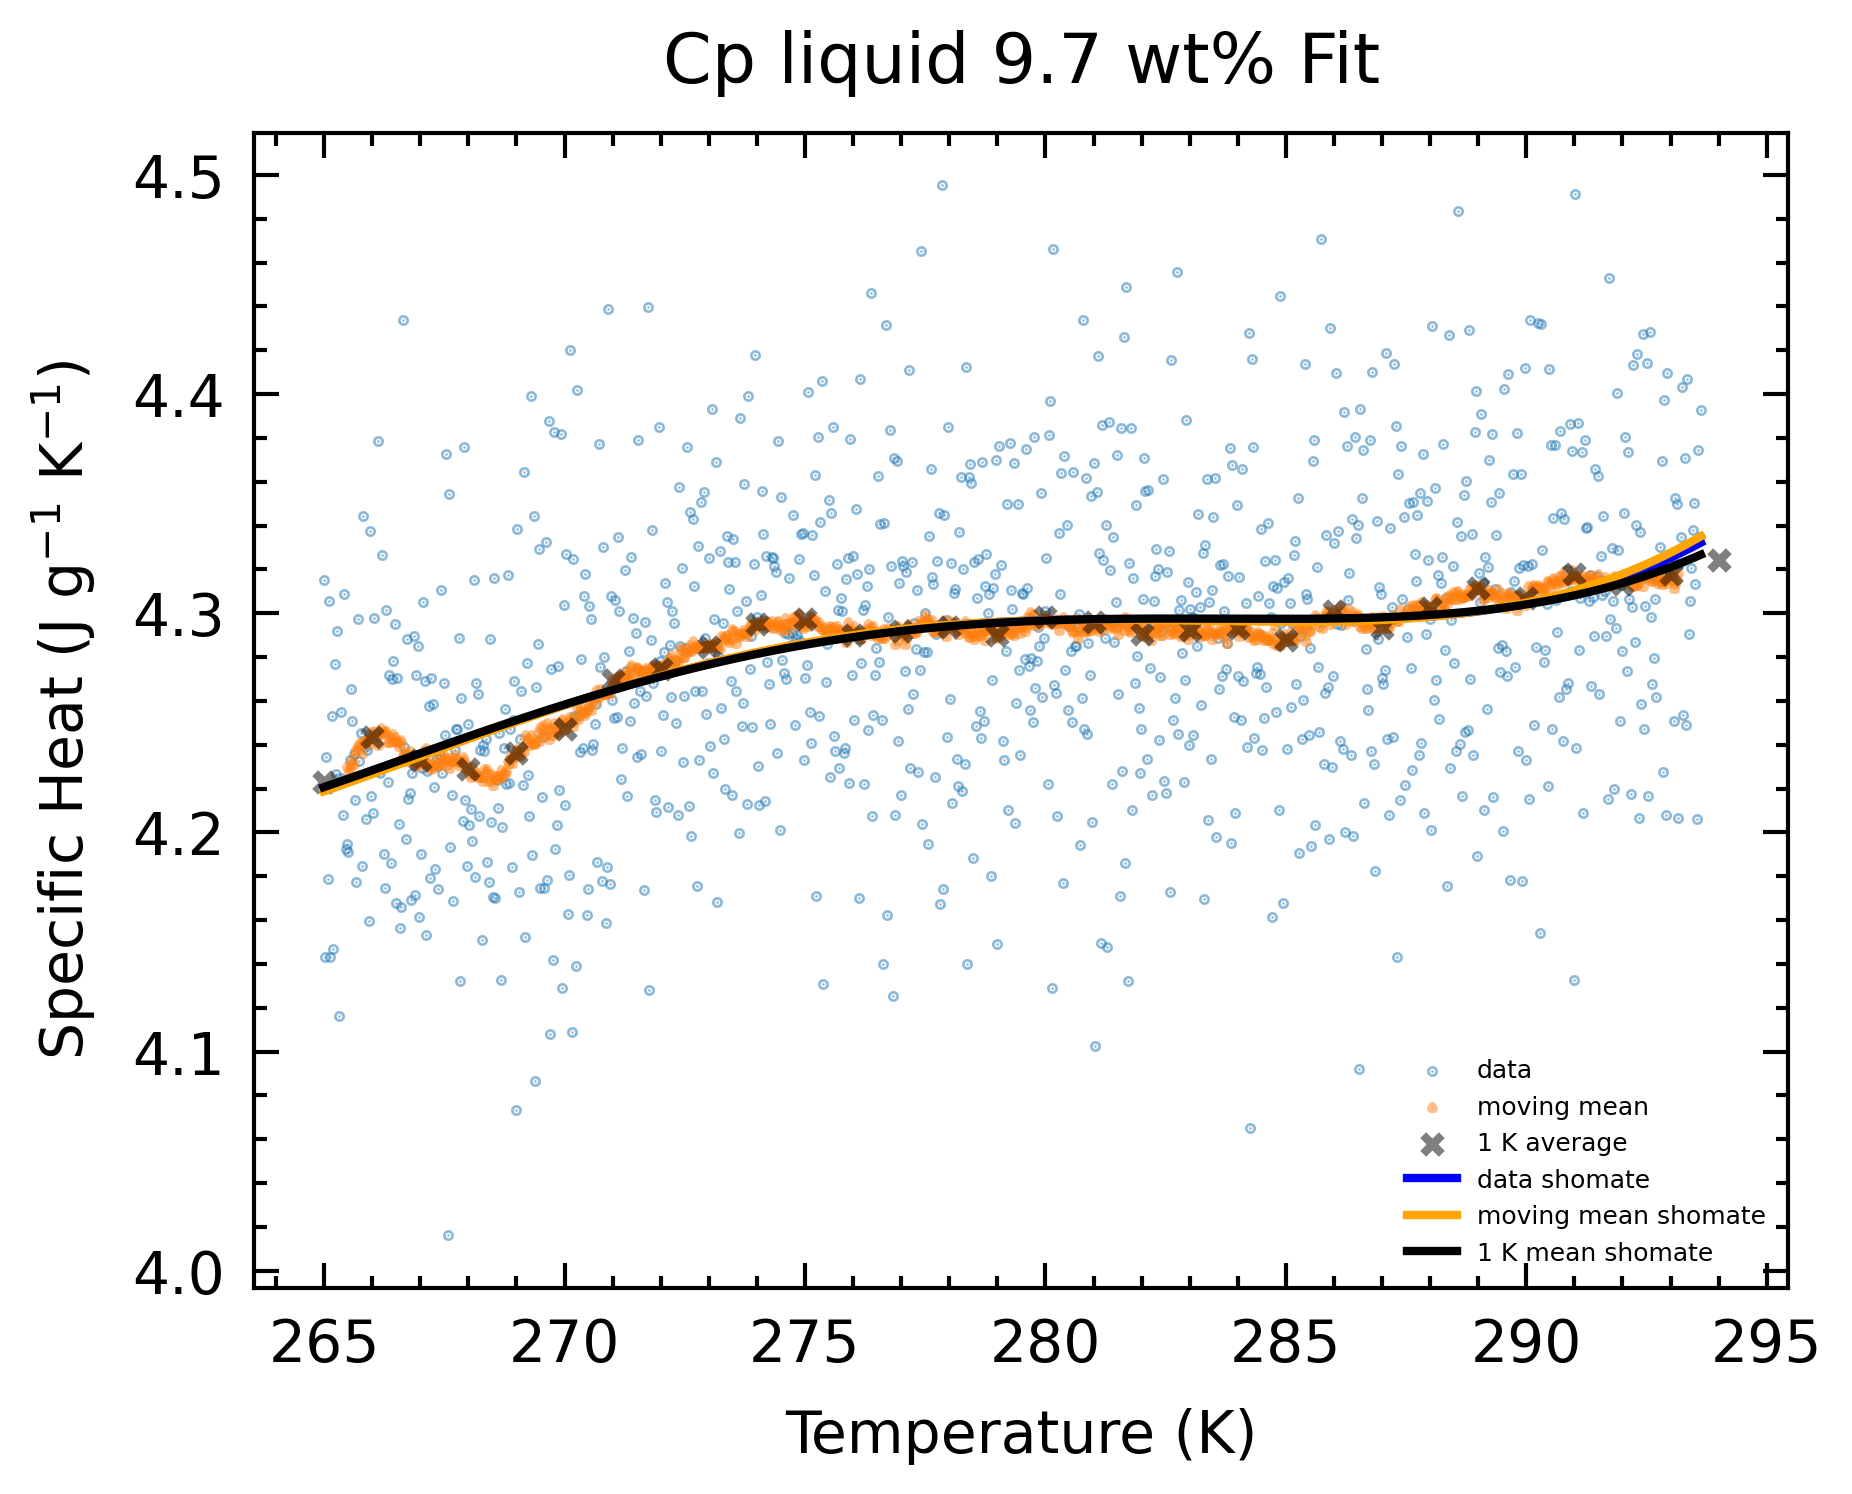 Cp liquid 9.7 wt% Fit
Specific Heat (J g⁻¹ K⁻¹)
4.5
4.4
4.3
4.2
4.1
4.0
data
moving mean
1 K average
data shomate
moving mean shomate
1 K mean shomate
265 270 275 280 285 290 295
Temperature (K)